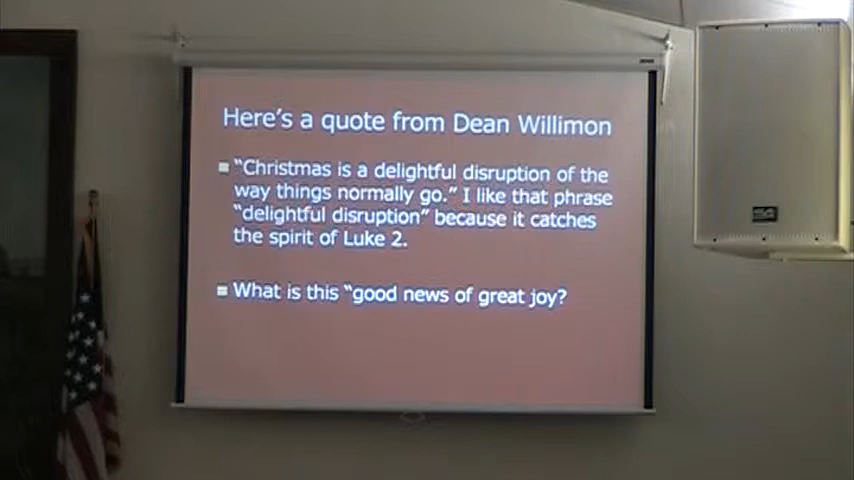 Here's a quote from Dean Willimon
"Christmas is a delightful disruption of the
way things normally go." I like that phrase
"delightful disruption" because it catches
the spirit of Luke 2.
What is this "good news of great joy?